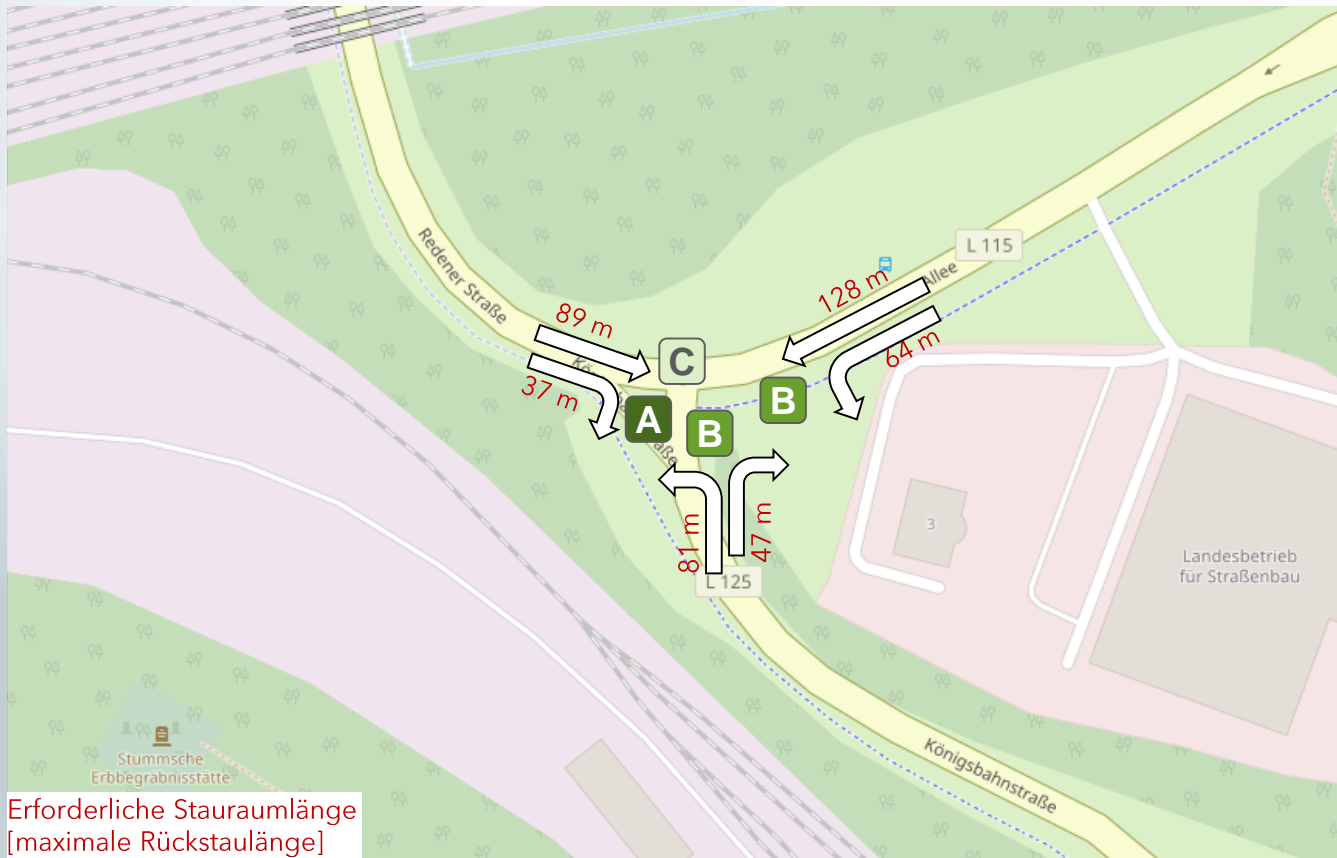 L 115
Allee
128 m
64 m
Redener Straße
89 m
37 m
C
B
A
B
81 m
47 m
L 125
3
Landesbetrieb
für Straßenbau
Königsbahnstraße
Stummsche
Erbbegräbnisstätte
Erforderliche Stauraumlänge
[maximale Rückstaulänge]